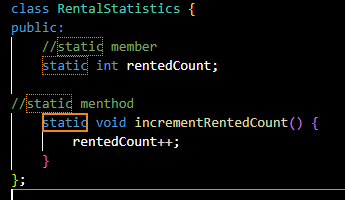 class RentalStatistics {
public:
//static member
static int rentedCount;
//static menthod
static void incrementRentedCount() {
rentedCount++;
}
};